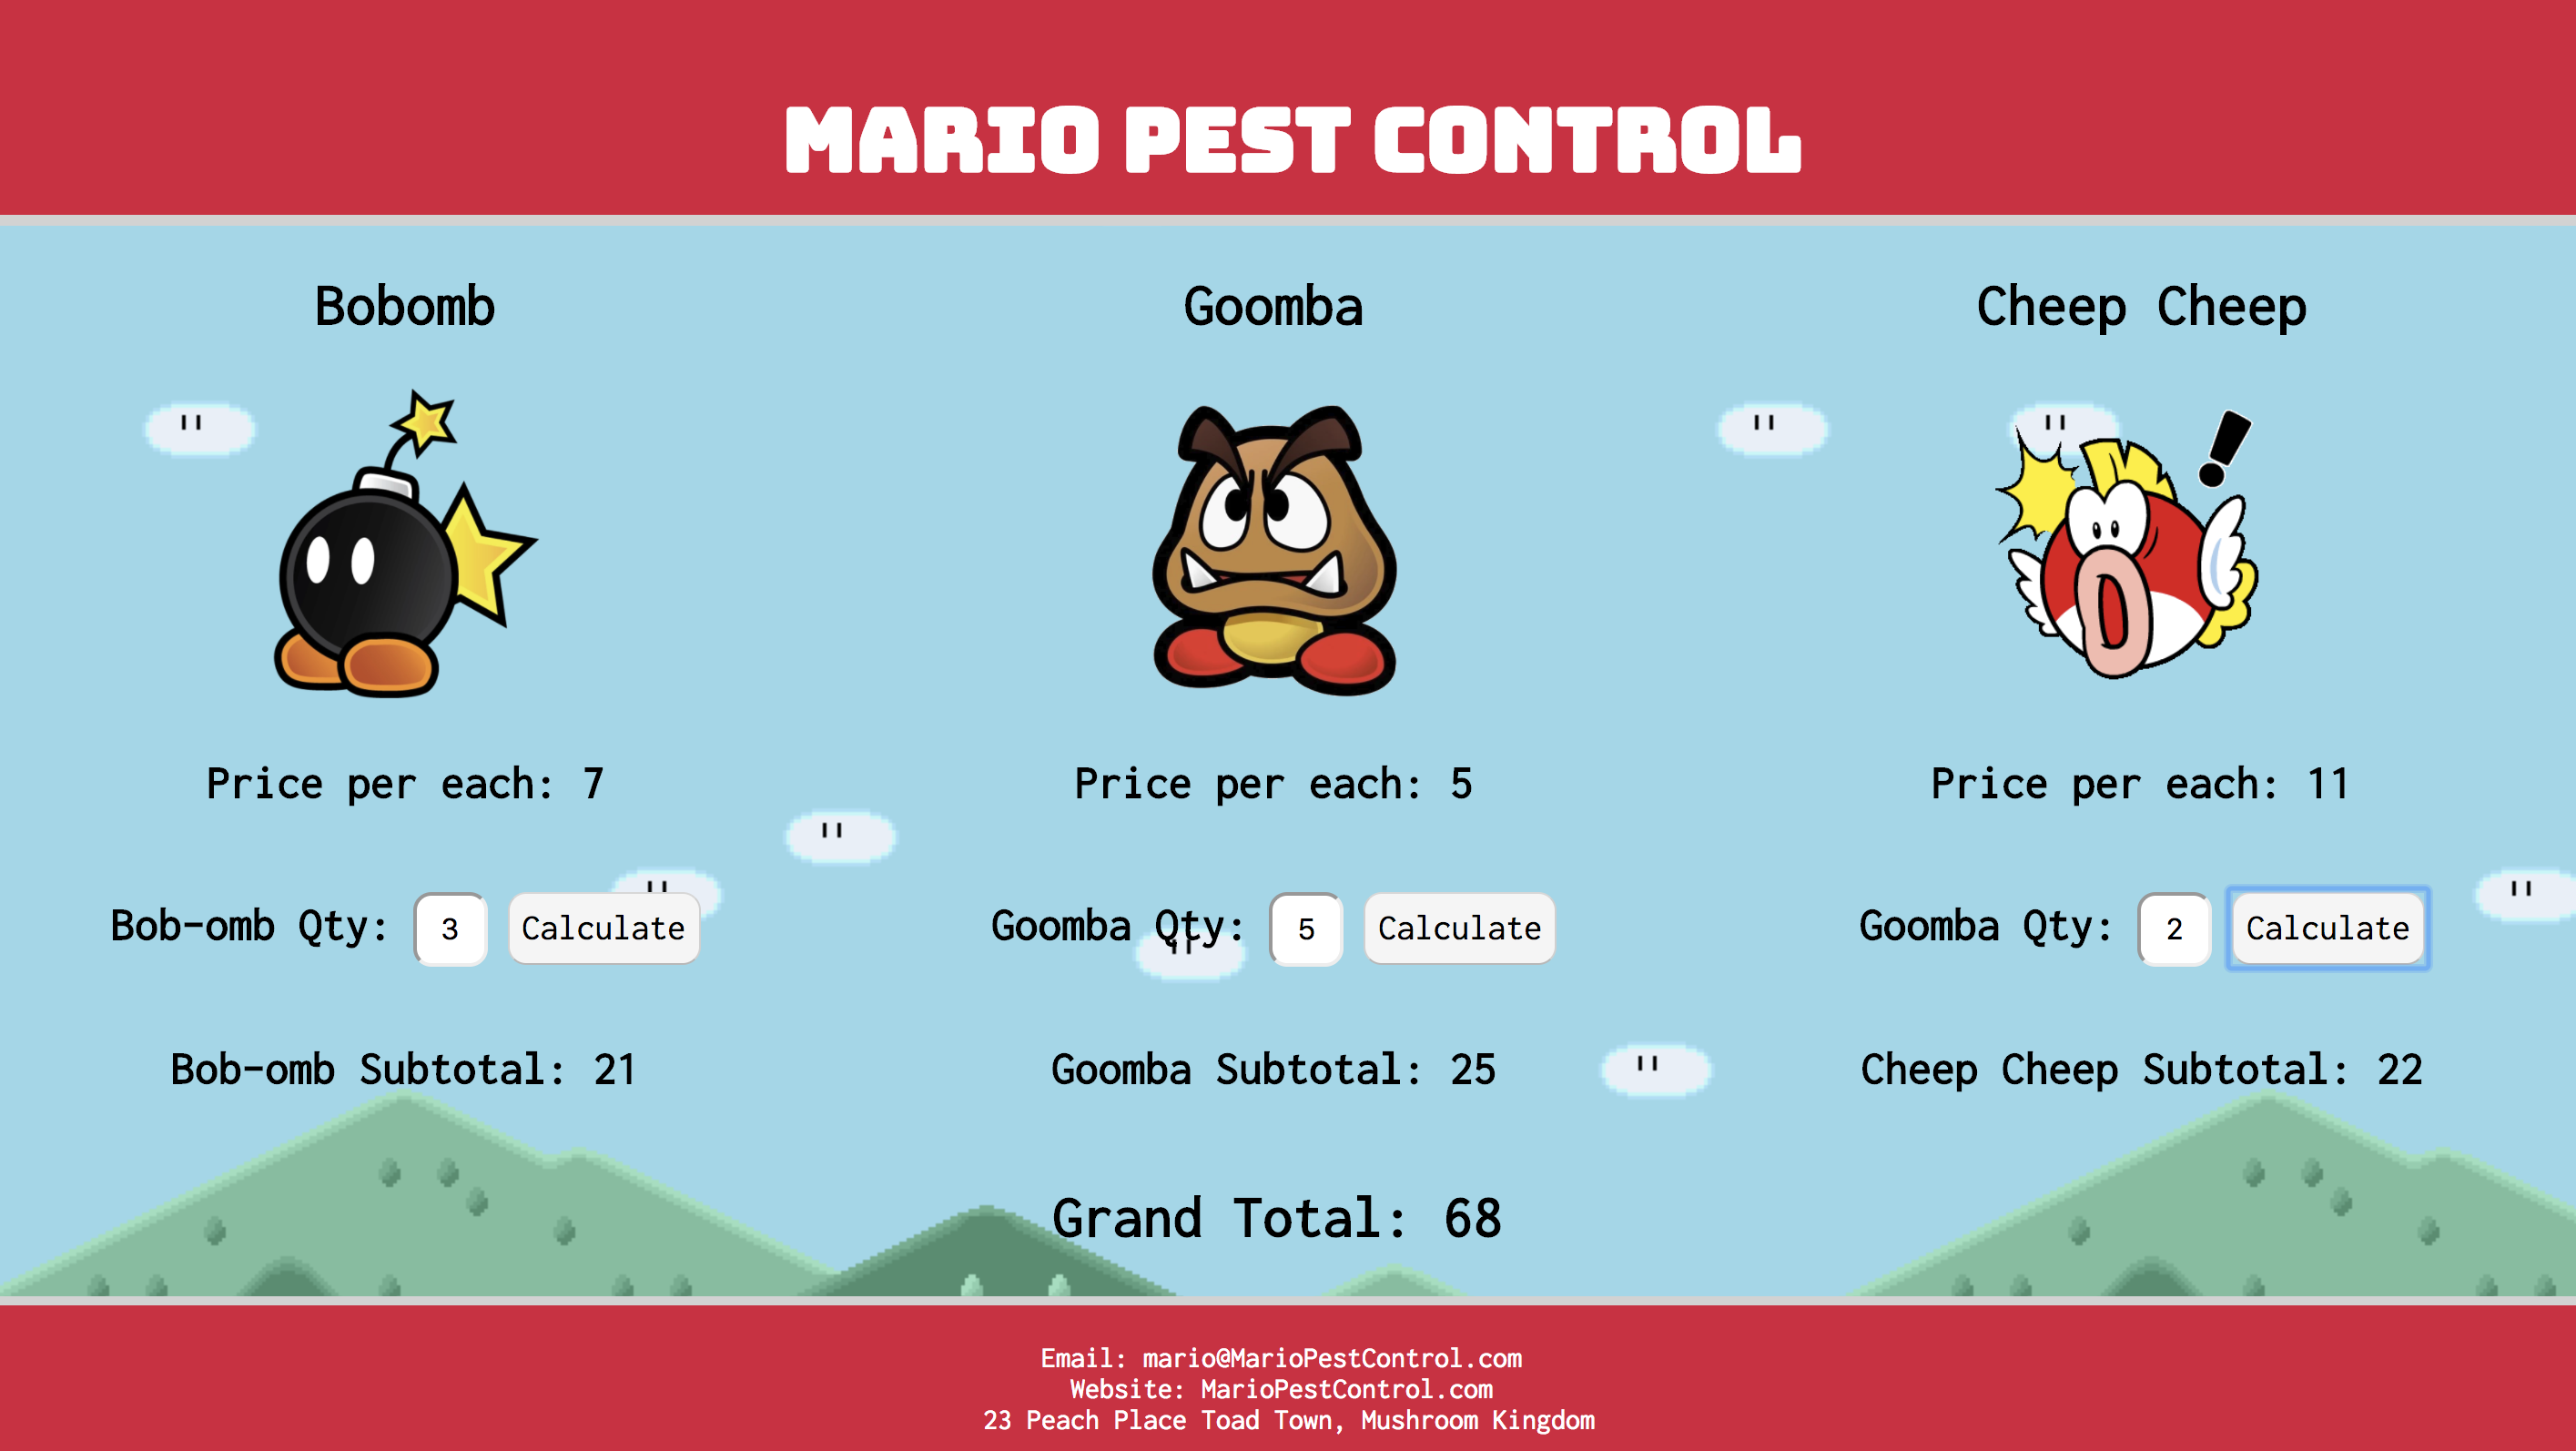 MARIO PEST CONTROL
Bobomb
Goomba
Cheep Cheep
!
Price per each: 7
Price per each: 5
Price per each: 11
Bob-omb Qty: 3 Calculate
Goomba Qty: 5 Calculate
Goomba Qty: 2 Calculate
Bob-omb Subtotal: 21
Goomba Subtotal: 25
Cheep Cheep Subtotal: 22
Grand Total: 68
Email: mario@MarioPestControl.com
Website: MarioPestControl.com
23 Peach Place Toad Town, Mushroom Kingdom